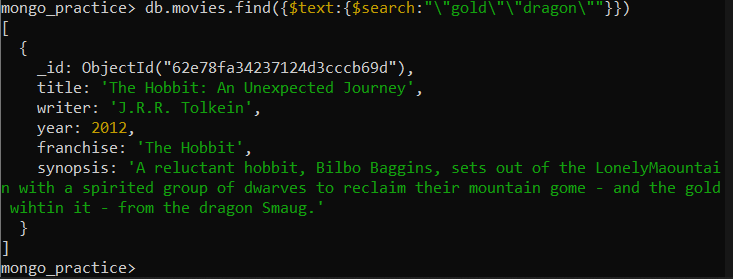 mongo_practice> db.movies.find({$text:{$search:"\"gold\"\"dragon\""}})
[
  {
    _id: ObjectId("62e78fa34237124d3cccb69d"),
    title: 'The Hobbit: An Unexpected Journey',
    writer: 'J.R.R. Tolkein',
    year: 2012,
    franchise: 'The Hobbit',
    synopsis: 'A reluctant hobbit, Bilbo Baggins, sets out of the LonelyMaountai
n with a spirited group of dwarves to reclaim their mountain gome - and the gold
 wihtin it - from the dragon Smaug.'
  }
]
mongo_practice>